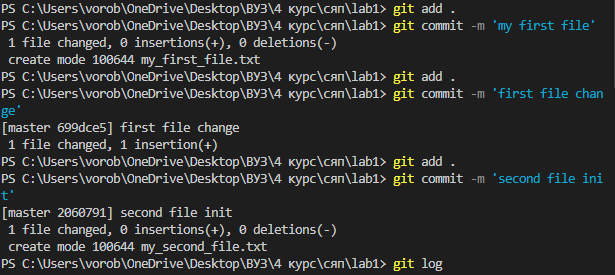 PS C:\Users\vorob\OneDrive\Desktop\ВУЗ\4 курс\сяп\lab1> git add .
PS C:\Users\vorob\OneDrive\Desktop\ВУЗ\4 курс\сяп\lab1> git commit -m 'my first file'
 1 file changed, 0 insertions(+), 0 deletions(-)
 create mode 100644 my_first_file.txt
PS C:\Users\vorob\OneDrive\Desktop\ВУЗ\4 курс\сяп\lab1> git add .
PS C:\Users\vorob\OneDrive\Desktop\ВУЗ\4 курс\сяп\lab1> git commit -m 'first file chan
ge'
[master 699dce5] first file change
 1 file changed, 1 insertion(+)
PS C:\Users\vorob\OneDrive\Desktop\ВУЗ\4 курс\сяп\lab1> git add .
PS C:\Users\vorob\OneDrive\Desktop\ВУЗ\4 курс\сяп\lab1> git commit -m 'second file ini
t'
[master 2060791] second file init
 1 file changed, 0 insertions(+), 0 deletions(-)
 create mode 100644 my_second_file.txt
PS C:\Users\vorob\OneDrive\Desktop\ВУЗ\4 курс\сяп\lab1> git log